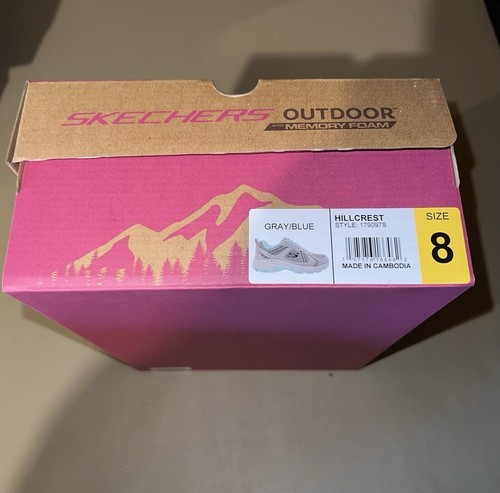 SKECHERS OUTDOOR
MEMORY FOAM
GRAY/BLUE
HILLCREST
STYLE: 179097S
MADE IN CAMBODIA
SIZE
8